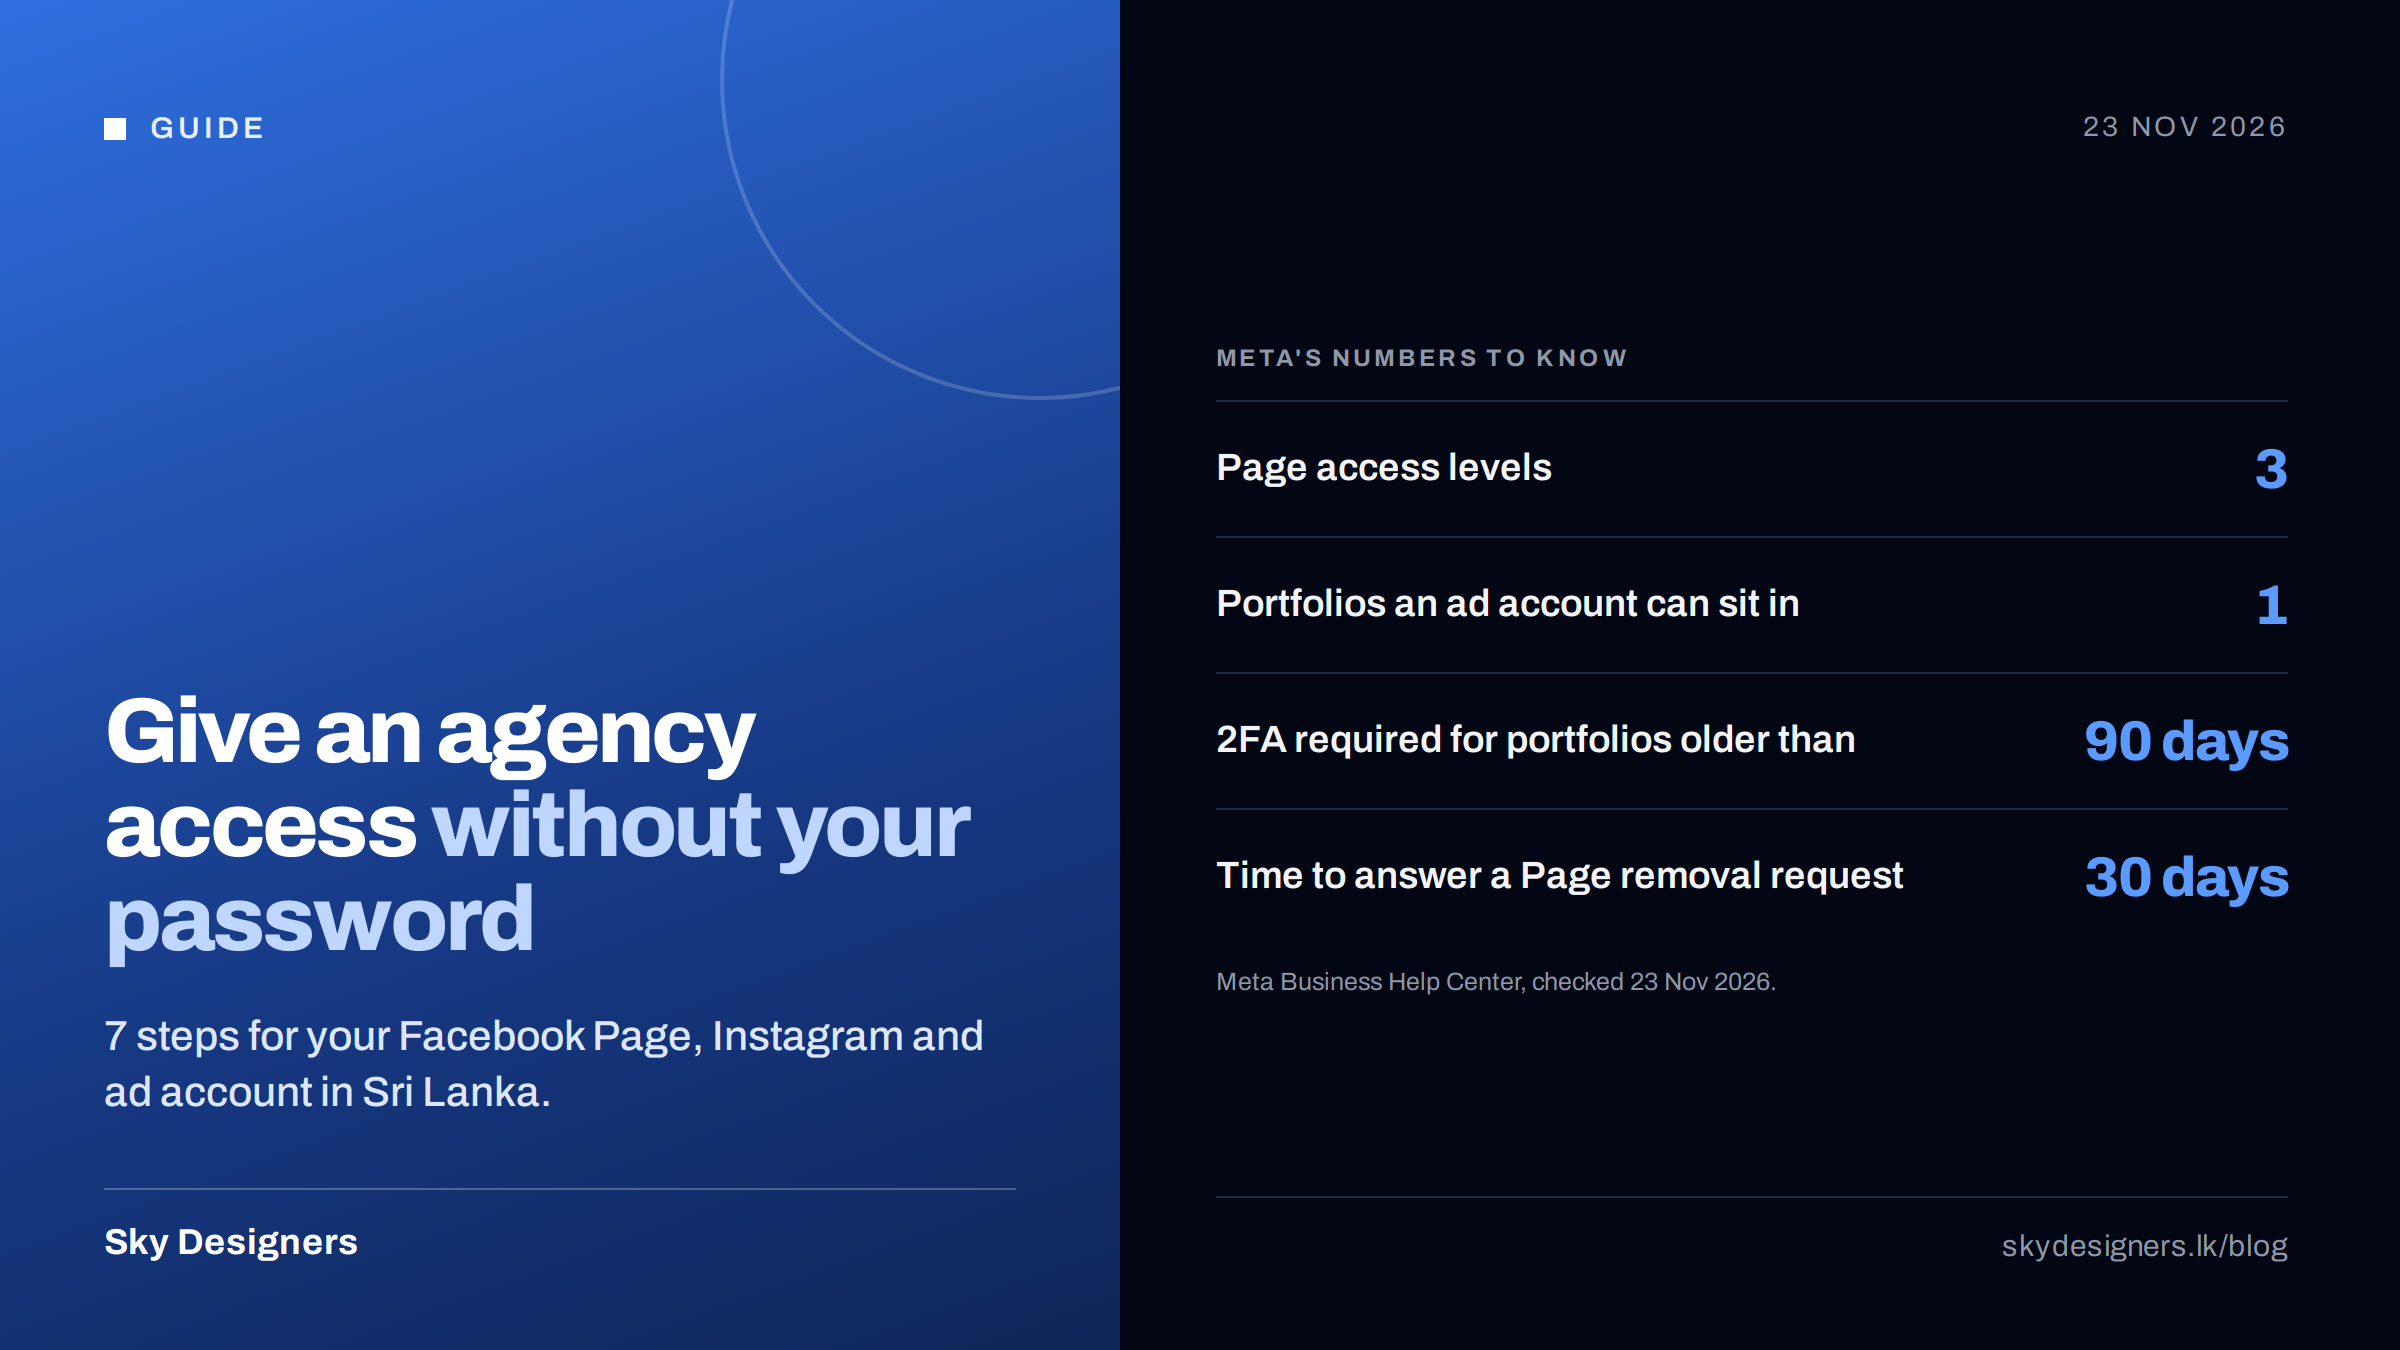 GUIDE
Give an agency
access without your
password
7 steps for your Facebook Page, Instagram and
ad account in Sri Lanka.
Sky Designers
23 NOV 2026
META'S NUMBERS TO KNOW
Page access levels 3
Portfolios an ad account can sit in 1
2FA required for portfolios older than 90 days
Time to answer a Page removal request 30 days
Meta Business Help Center, checked 23 Nov 2026.
skydesigners.lk/blog